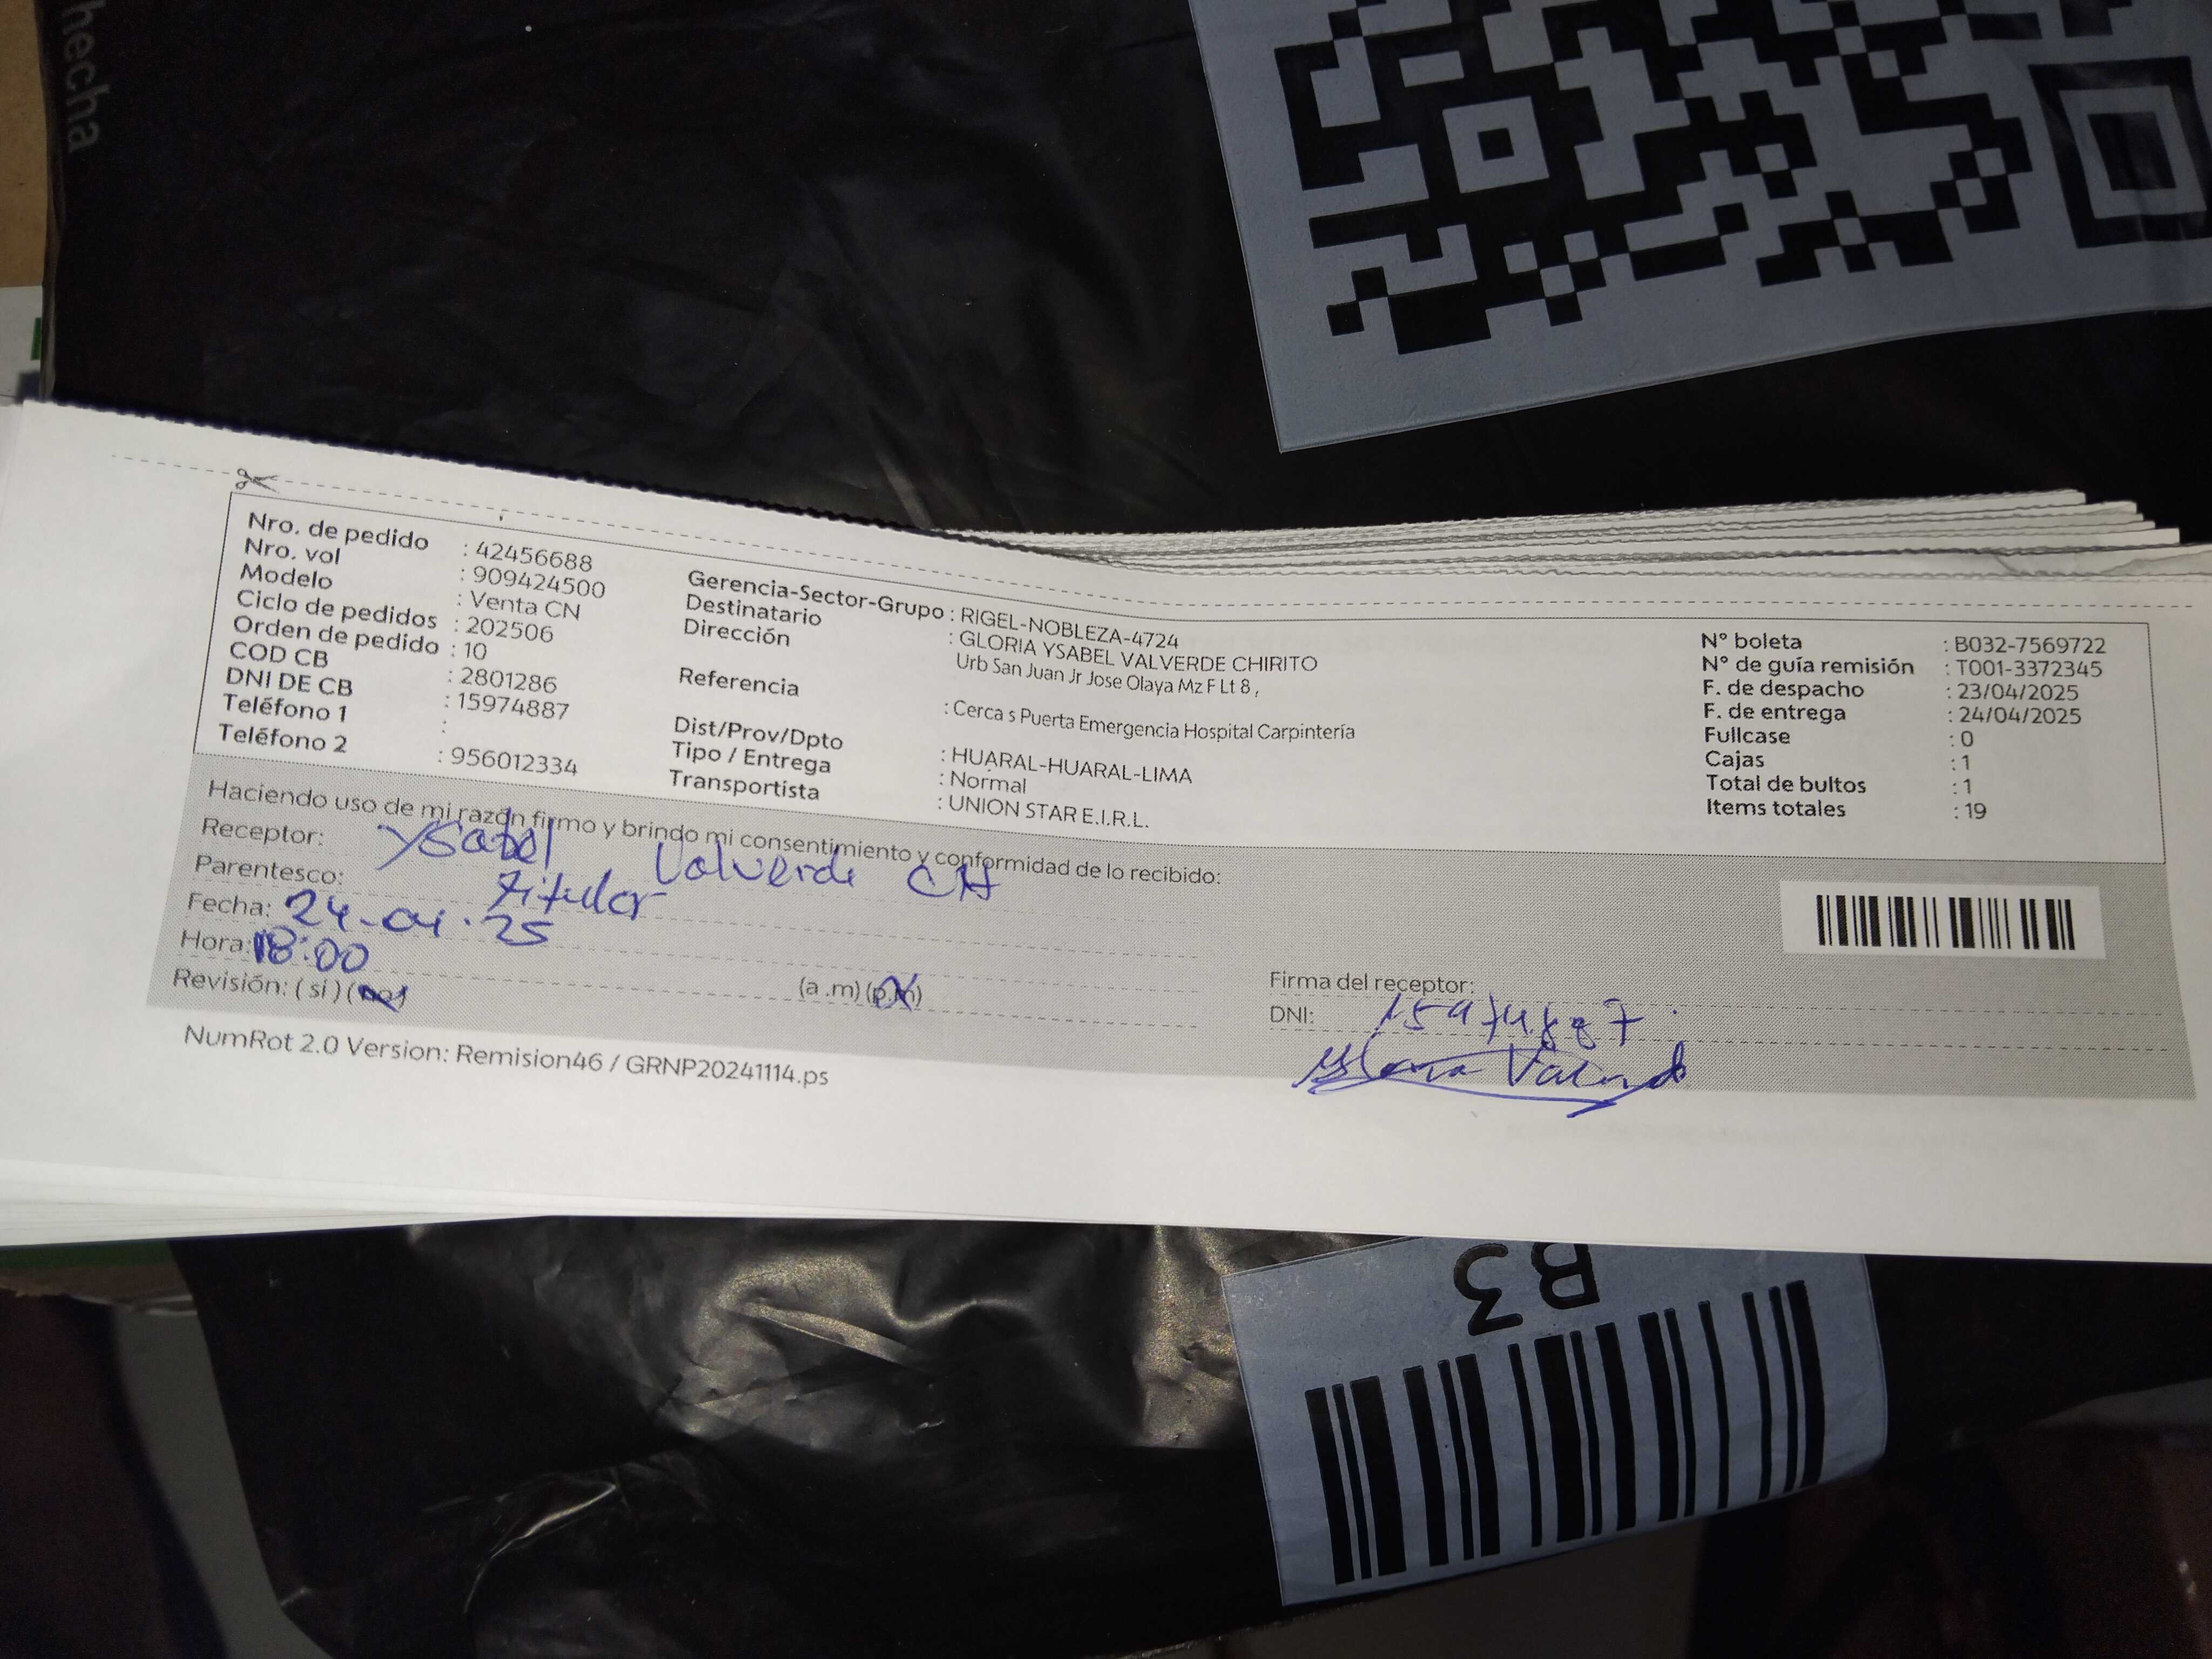 hecha
Nro. de pedido : 42456688
Nro. vol : 909424500
Modelo : Venta CN
Ciclo de pedidos : 202506
Orden de pedido : 10
COD CB : 2801286
DNI DE CB : 15974887
Teléfono 1 :
Teléfono 2 : 956012334
Gerencia-Sector-Grupo : RIGEL-NOBLEZA-4724
Destinatario : GLORIA YSABEL VALVERDE CHIRITO
Dirección Urb San Juan Jr Jose Olaya Mz F Lt 8 ,
Referencia : Cerca s Puerta Emergencia Hospital Carpintería
Dist/Prov/Dpto : HUARAL-HUARAL-LIMA
Tipo / Entrega : Normal
Transportista : UNION STAR E.I.R.L.
N° boleta : B032-7569722
N° de guía remisión : T001-3372345
F. de despacho : 23/04/2025
F. de entrega : 24/04/2025
Fullcase : 0
Cajas : 1
Total de bultos : 1
Items totales : 19
Haciendo uso de mi razón firmo y brindo mi consentimiento y conformidad de lo recibido:
Receptor: Ysabel Valverde CH
Parentesco: titular
Fecha: 24-04-25
Hora: 18:00 (a .m) (p.m)
Revisión: ( si ) ( no )
Firma del receptor:
DNI: 15974887
NumRot 2.0 Version: Remision46 / GRNP20241114.ps
B3